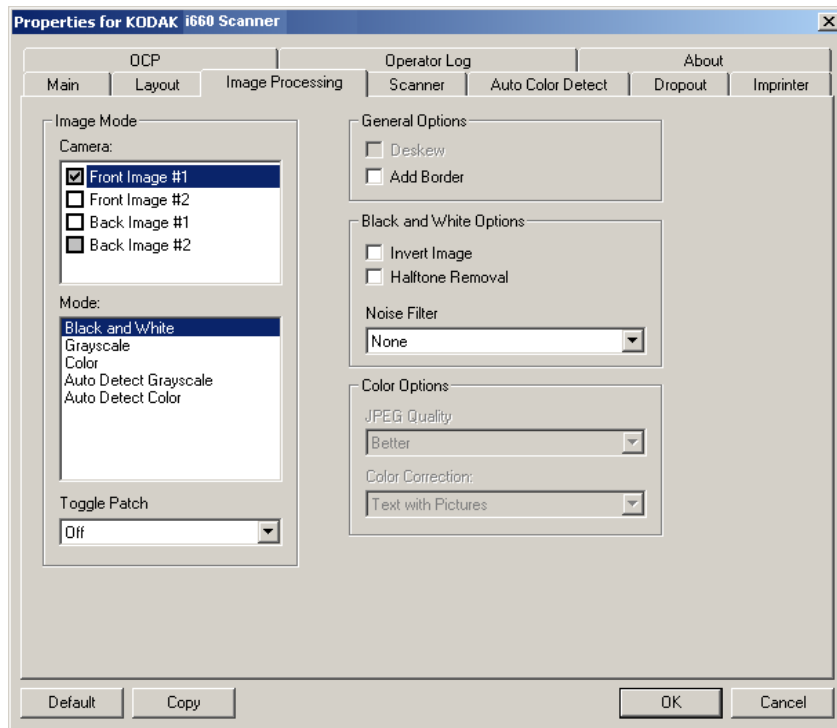 Properties for KODAK i660 Scanner
OCP
Operator Log
About
Main
Layout
Image Processing
Scanner
Auto Color Detect
Dropout
Imprinter
Image Mode
Camera:
Front Image #1
Front Image #2
Back Image #1
Back Image #2
Mode:
Black and White
Grayscale
Color
Auto Detect Grayscale
Auto Detect Color
Toggle Patch
Off
General Options
Deskew
Add Border
Black and White Options
Invert Image
Halftone Removal
Noise Filter
None
Color Options
JPEG Quality
Better
Color Correction:
Text with Pictures
Default
Copy
OK
Cancel